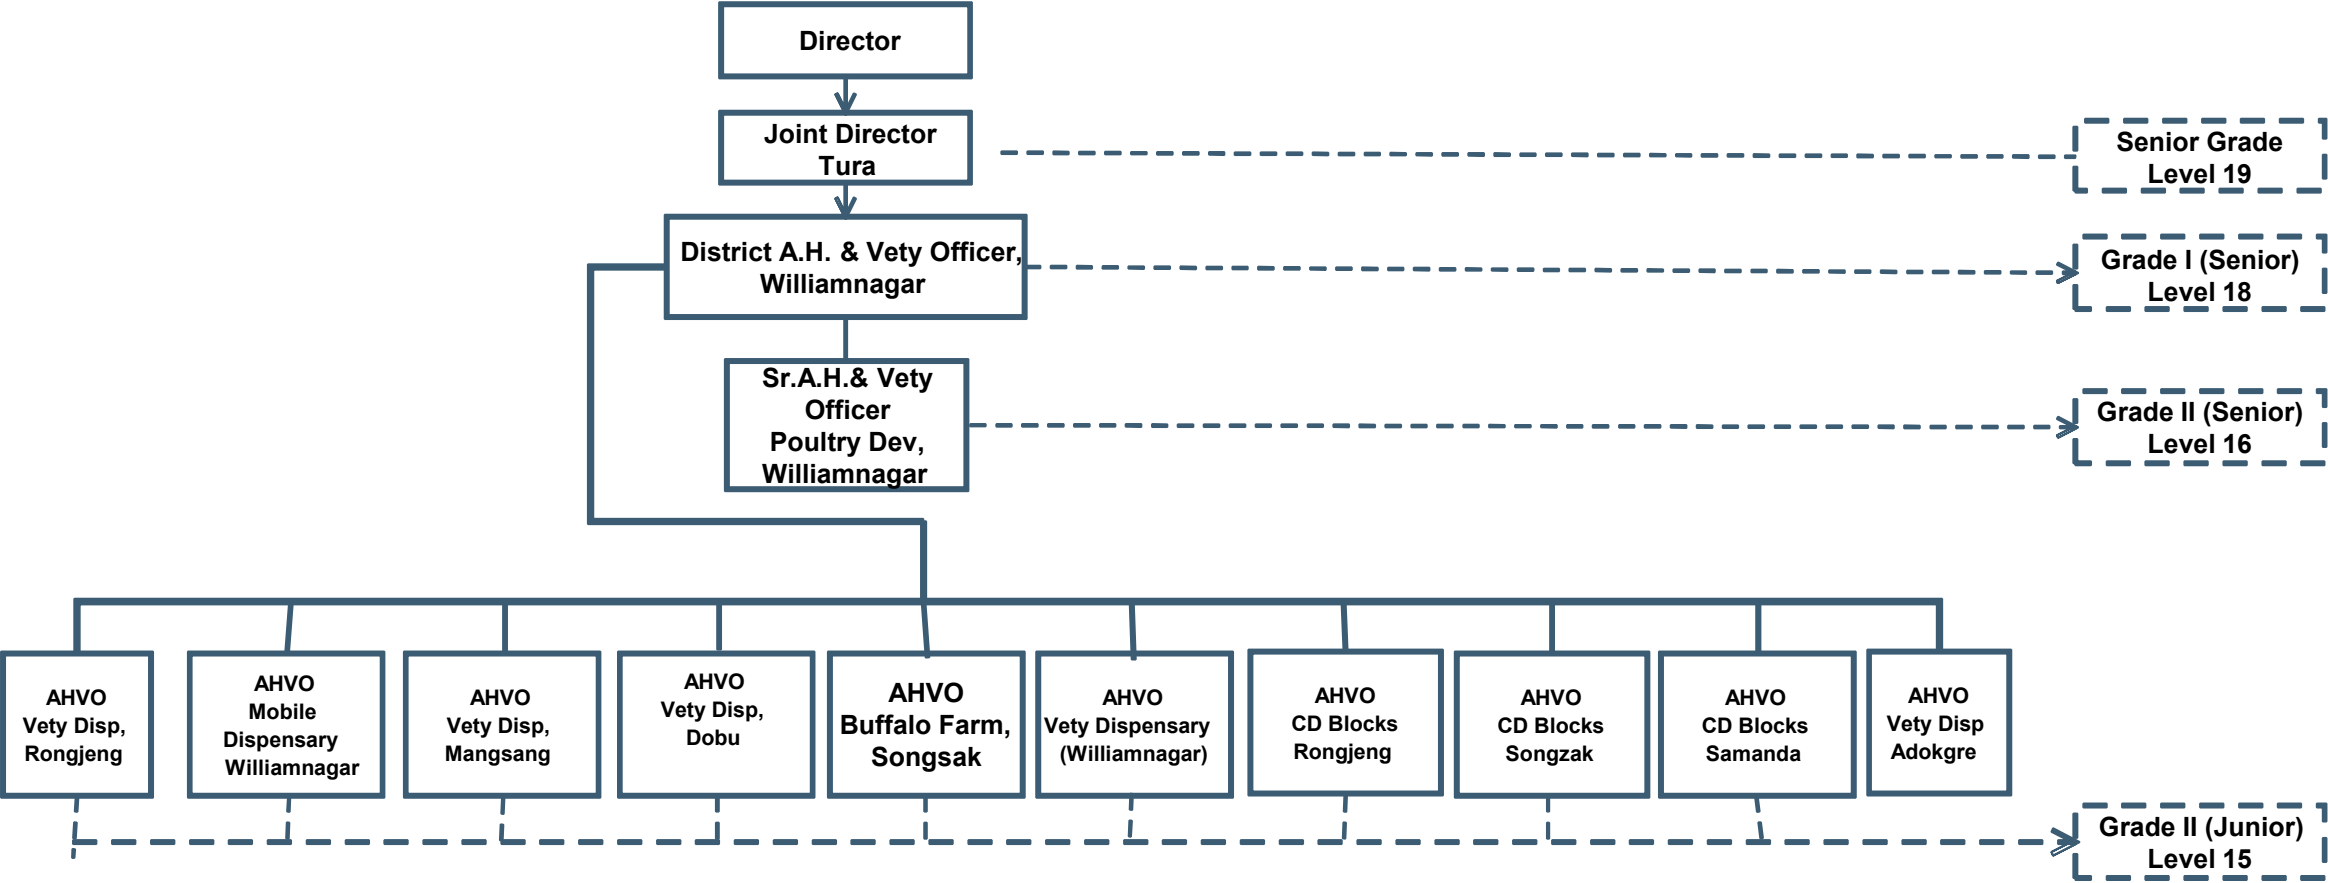 Director
Joint Director
Tura
Senior Grade
Level 19
District A.H. & Vety Officer,
Williamnagar
Grade I (Senior)
Level 18
Sr.A.H.& Vety
Officer
Poultry Dev,
Williamnagar
Grade II (Senior)
Level 16
AHVO
Vety Disp,
Rongjeng
AHVO
Mobile
Dispensary
Williamnagar
AHVO
Vety Disp,
Mangsang
AHVO
Vety Disp,
Dobu
AHVO
Buffalo Farm,
Songsak
AHVO
Vety Dispensary
(Williamnagar)
AHVO
CD Blocks
Rongjeng
AHVO
CD Blocks
Songzak
AHVO
CD Blocks
Samanda
AHVO
Vety Disp
Adokgre
Grade II (Junior)
Level 15